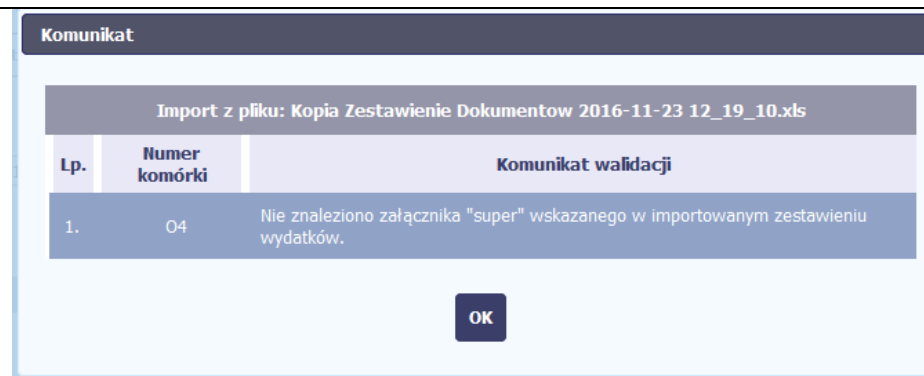 Komunikat
Import z pliku: Kopia Zestawienie Dokumentow 2016-11-23 12_19_10.xls
Lp.
Numer
komórki
Komunikat walidacji
1.
O4
Nie znaleziono załącznika "super" wskazanego w importowanym zestawieniu
wydatków.
OK